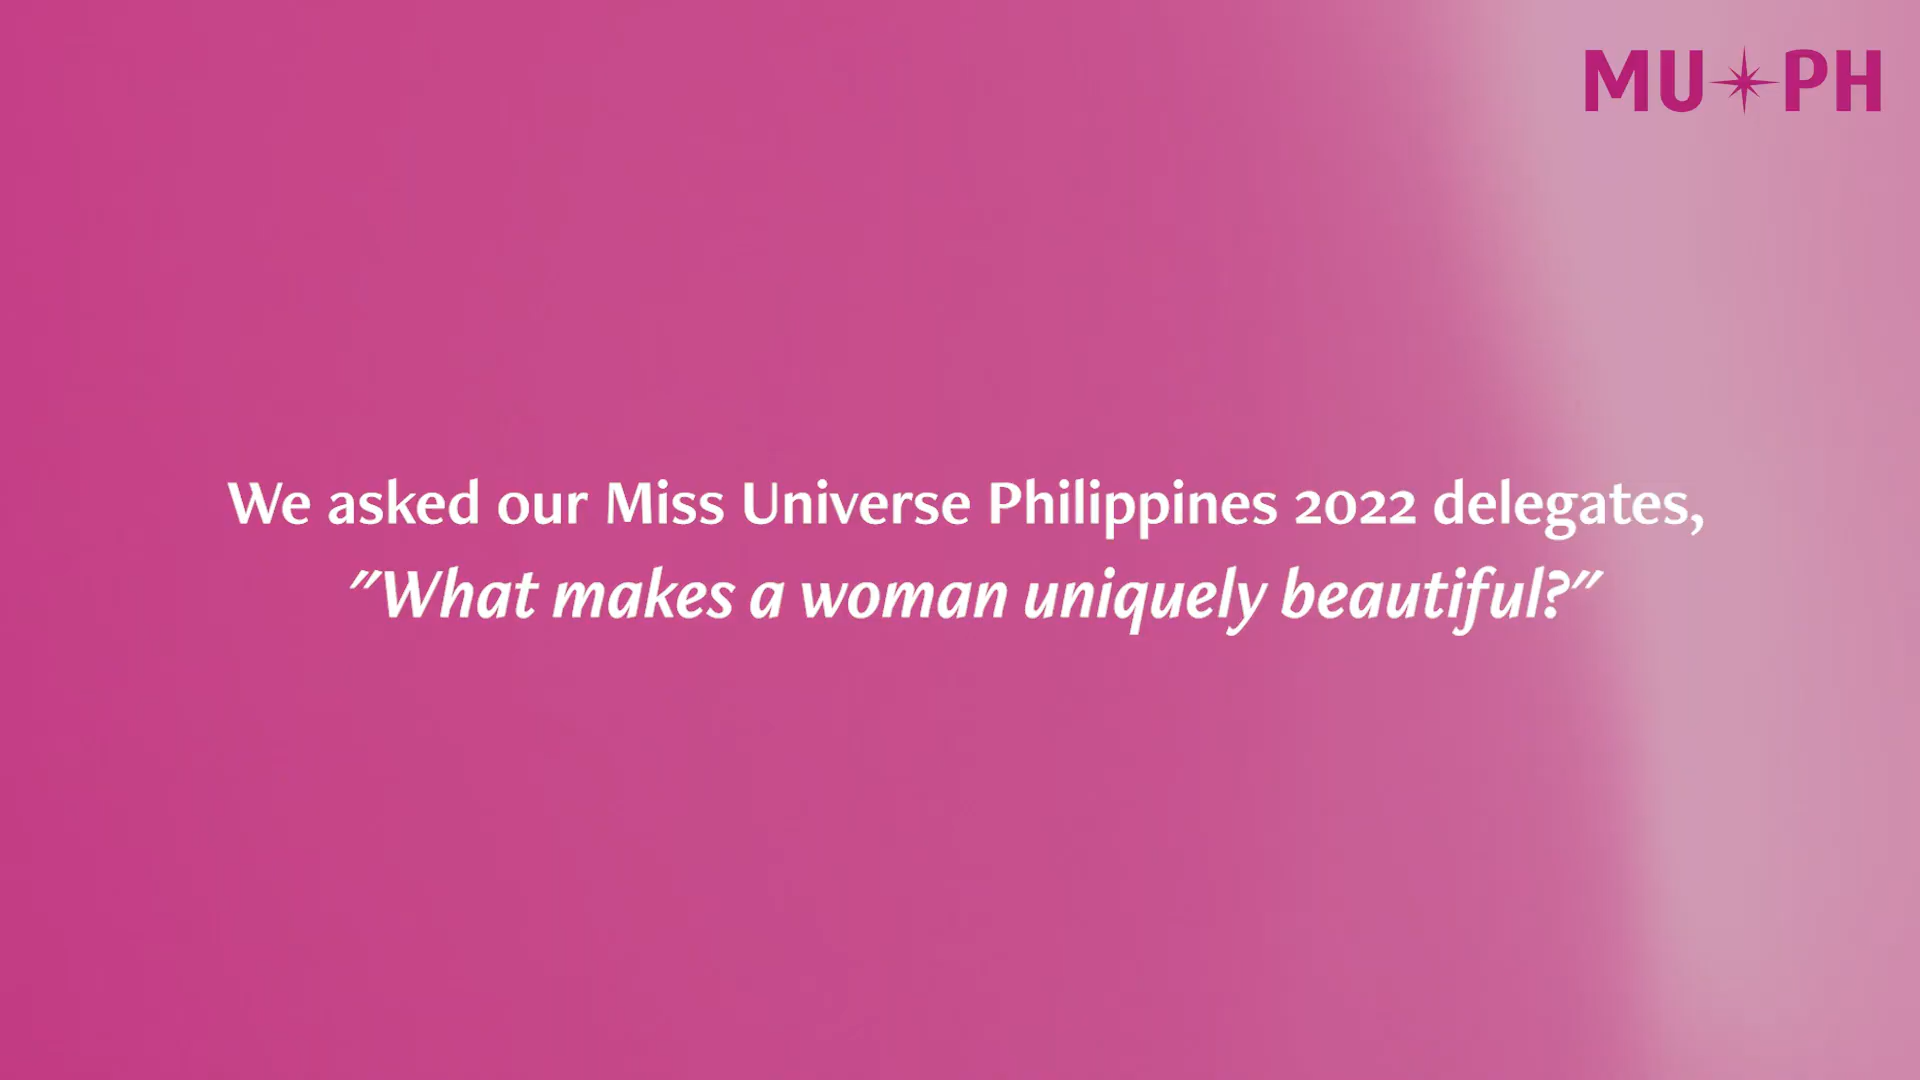 MU PH
We asked our Miss Universe Philippines 2022 delegates,
"What makes a woman uniquely beautiful?"